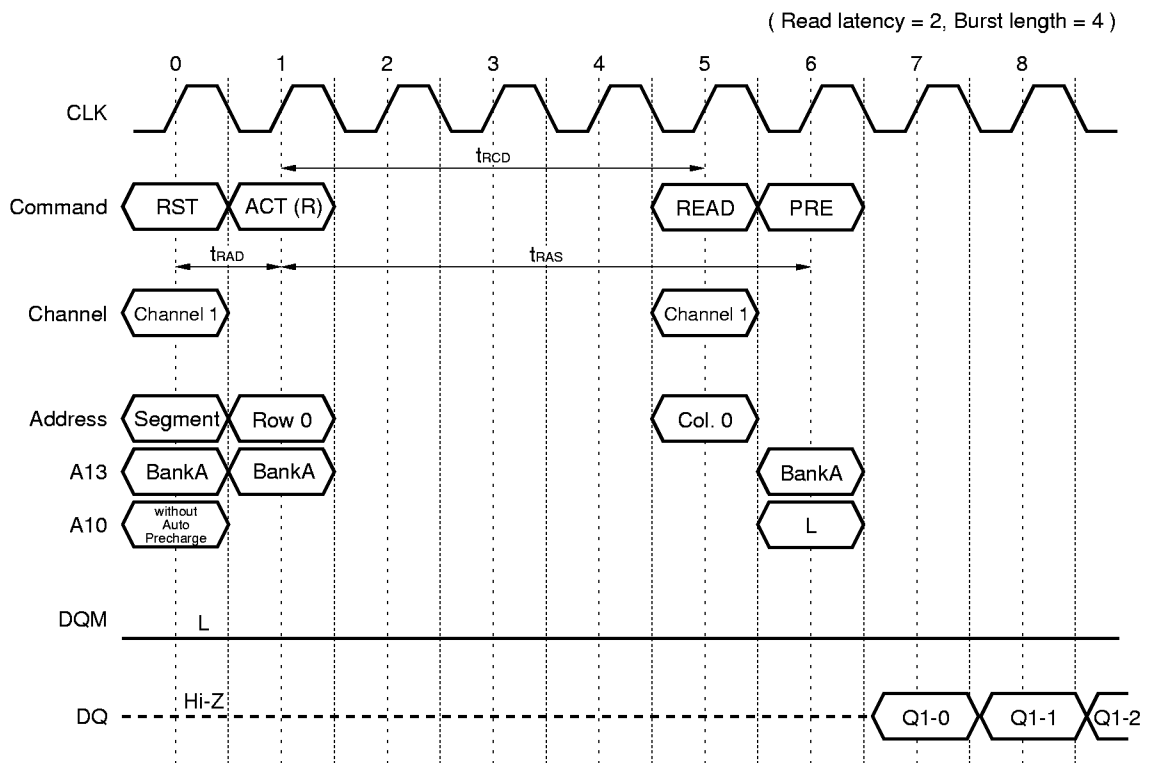 ( Read latency = 2, Burst length = 4 )
0 1 2 3 4 5 6 7 8
CLK
tRCD
Command RST ACT (R) READ PRE
tRAD tRAS
Channel Channel 1 Channel 1
Address Segment Row 0 Col. 0
A13 BankA BankA BankA
without
Auto
Precharge
A10 L
DQM L
Hi-Z
DQ Q1-0 Q1-1 Q1-2